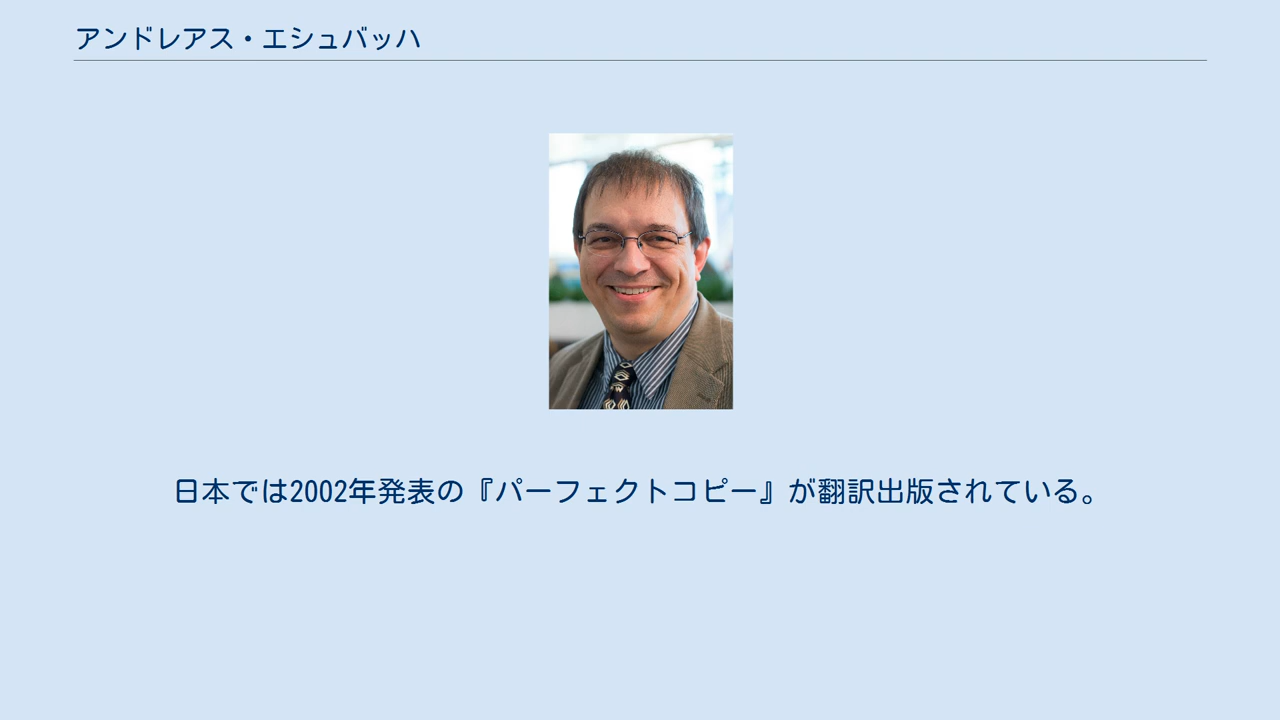 アンドレアス・エシュバッハ
日本では2002年発表の『パーフェクトコピー』が翻訳出版されている。